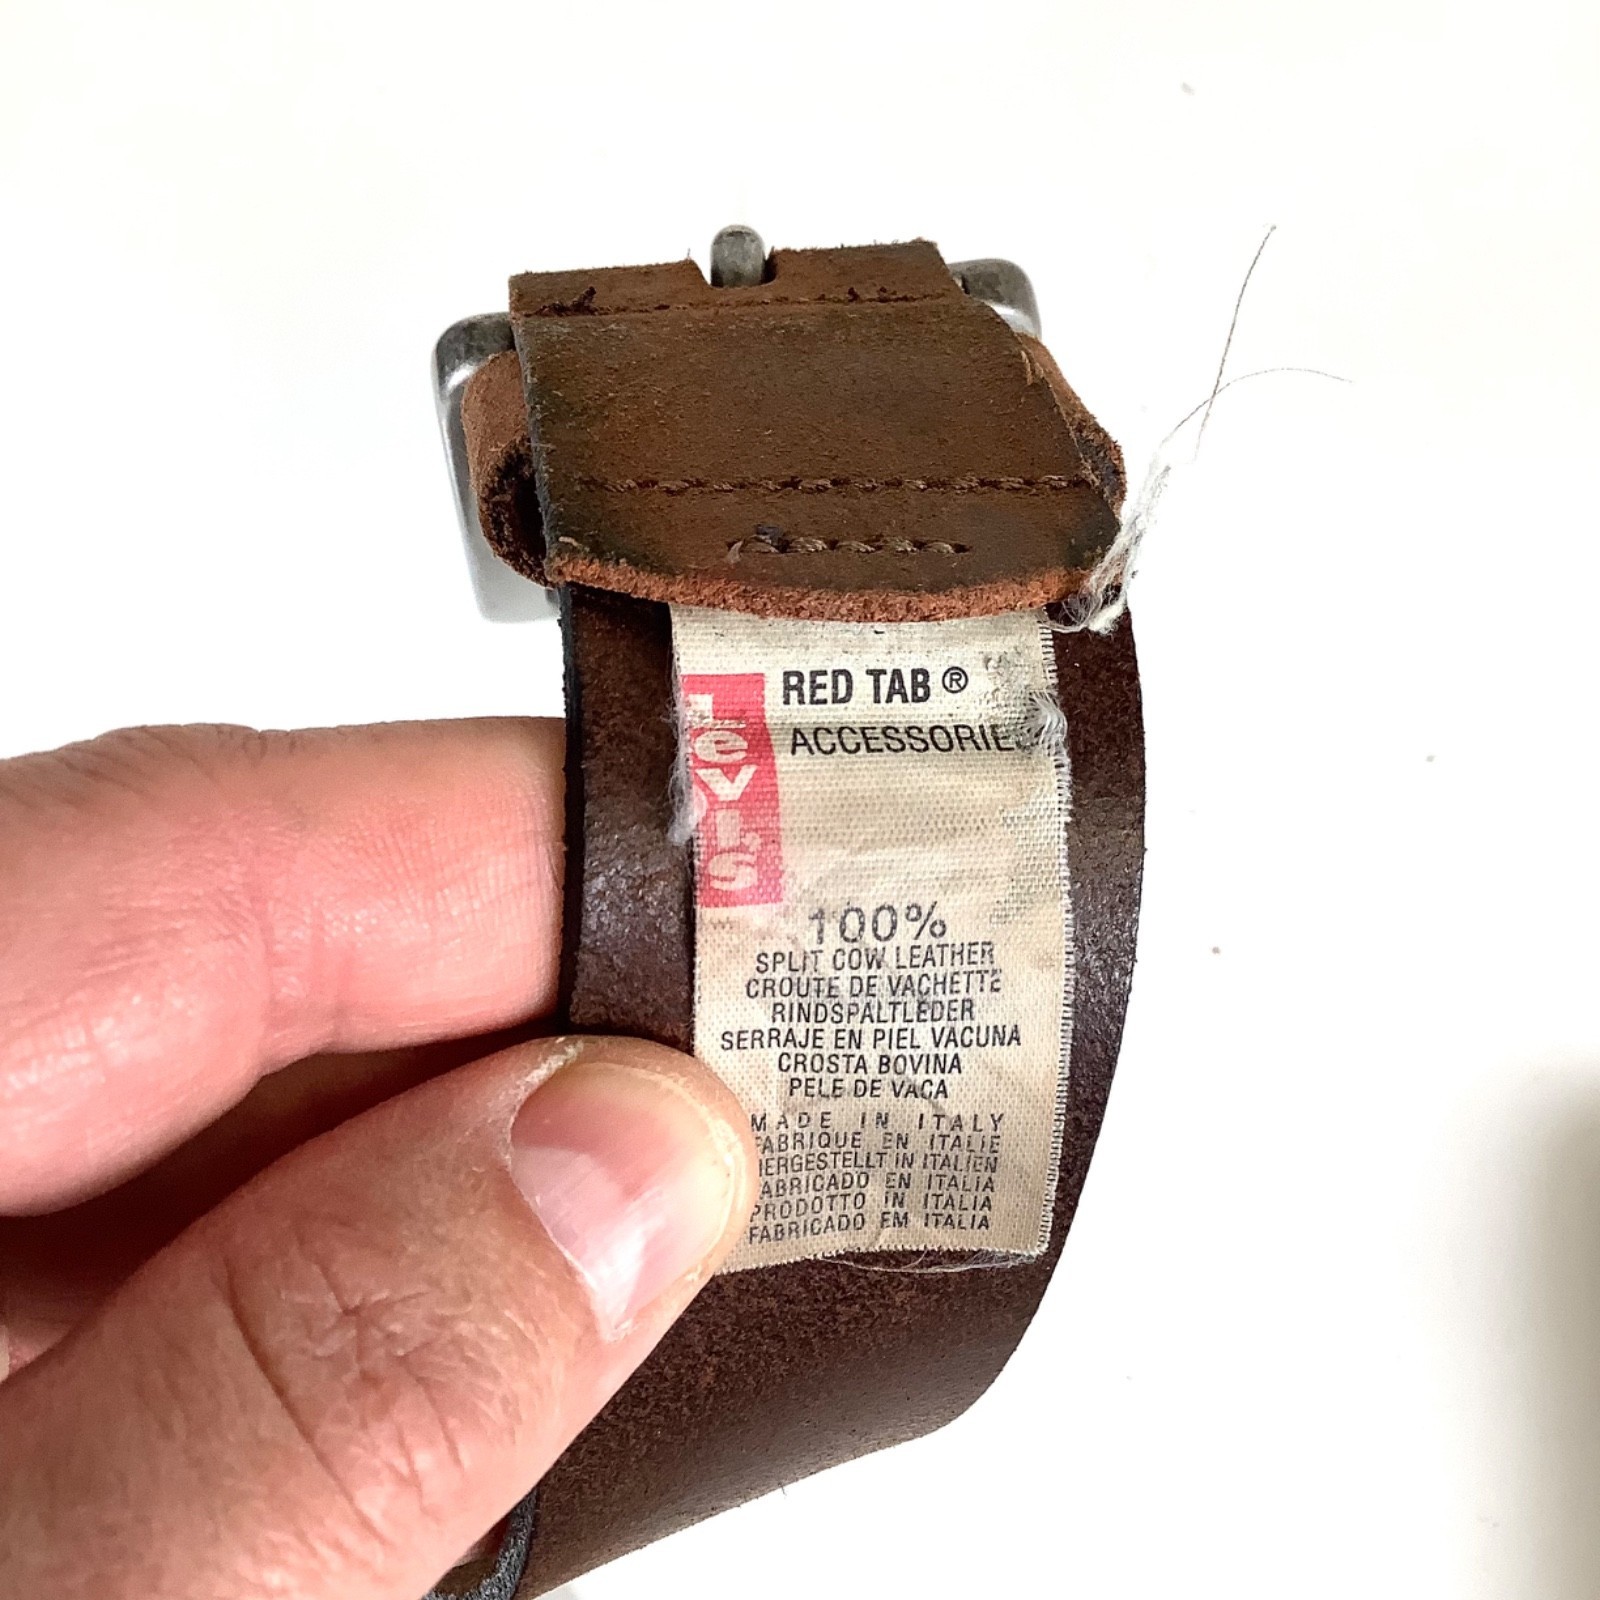 RED TAB ®
ACCESSORIES
LEVI'S
100%
SPLIT COW LEATHER
CROUTE DE VACHETTE
RINDSPALTLEDER
SERRAJE EN PIEL VACUNA
CROSTA BOVINA
PELE DE VACA
MADE IN ITALY
FABRIQUE EN ITALIE
HERGESTELLT IN ITALIEN
FABRICADO EN ITALIA
PRODOTTO IN ITALIA
FABRICADO EM ITALIA